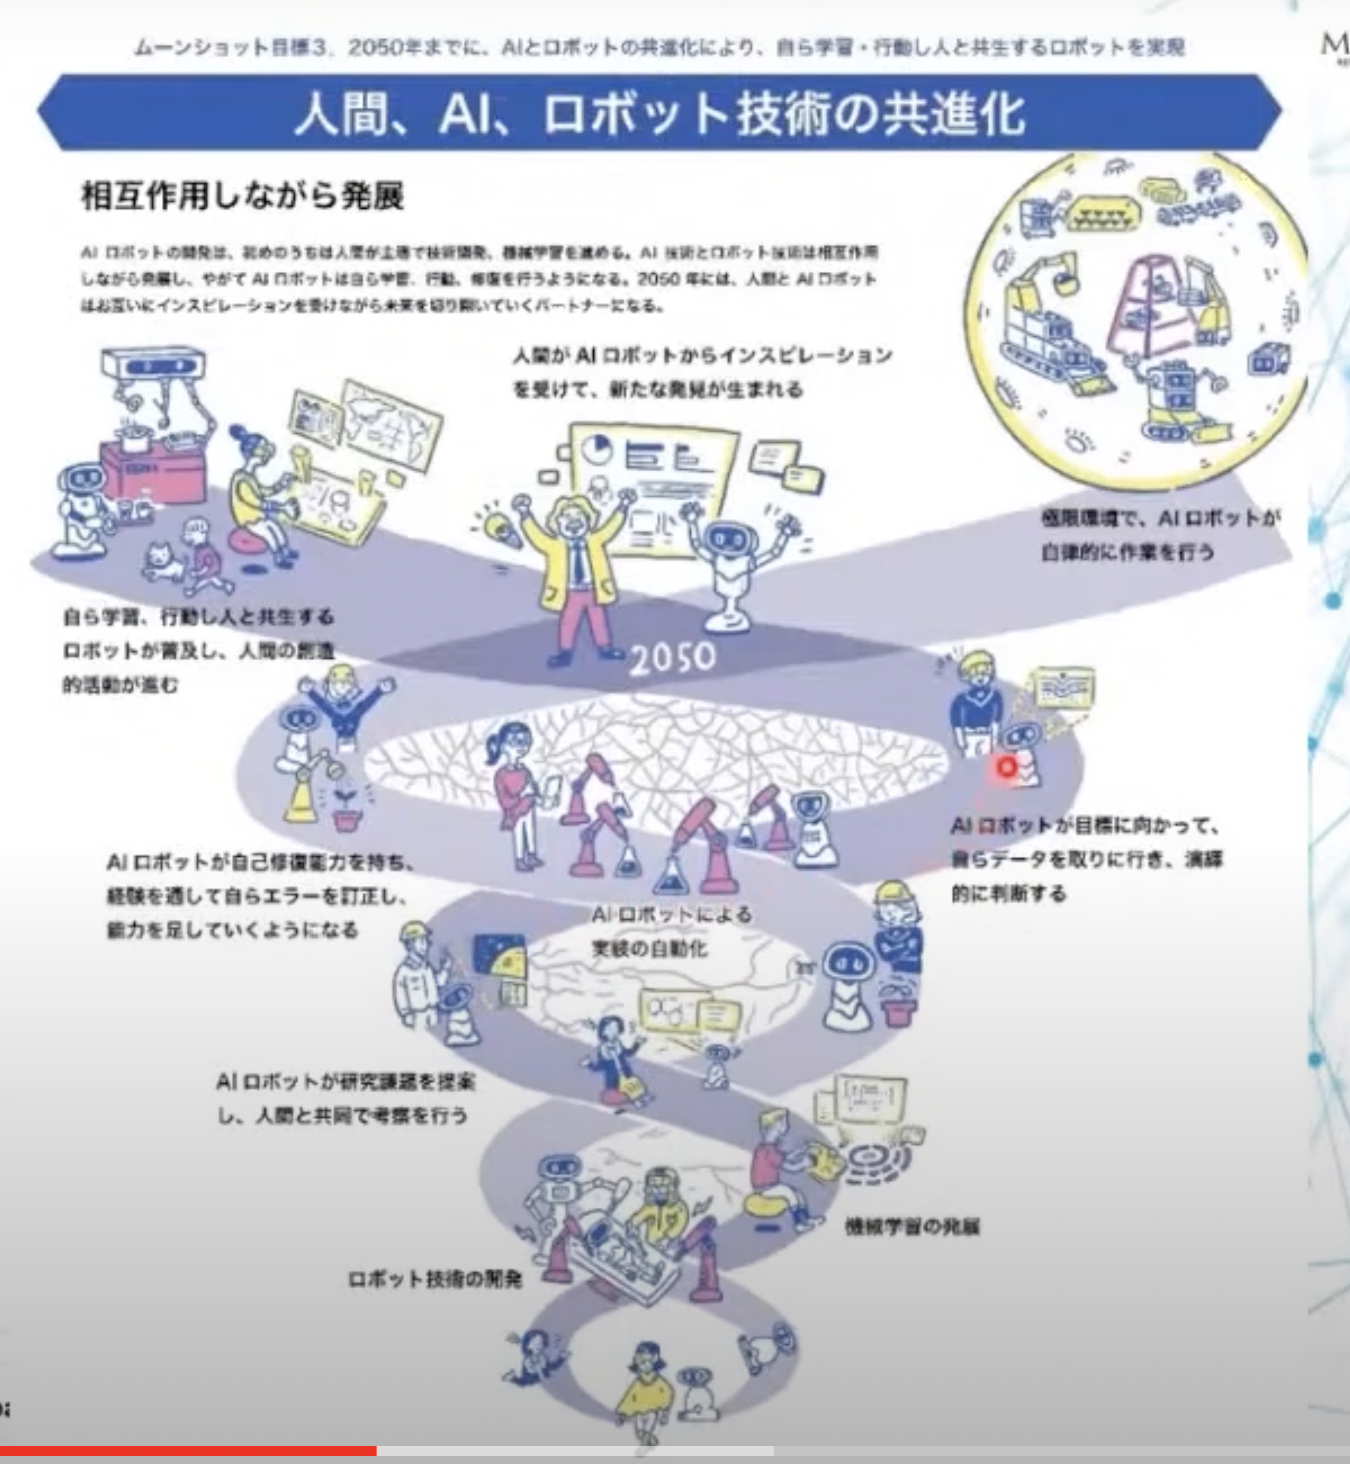 ムーンショット目標3. 2050年までに、AIとロボットの共進化により、自ら学習・行動し人と共生するロボットを実現
人間、AI、ロボット技術の共進化
相互作用しながら発展
AI ロボットの開発は、初めのうちは人間が主導で技術開発、機械学習を進める。AI 技術とロボット技術は相互作用
しながら発展し、やがて AI ロボットは自ら学習、行動、修復を行うようになる。2050 年には、人間と AI ロボット
はお互いにインスピレーションを受けながら未来を切り開いていくパートナーになる。
人間が AI ロボットからインスピレーション
を受けて、新たな発見が生まれる
極限環境で、AI ロボットが
自律的に作業を行う
自ら学習、行動し人と共生する
ロボットが普及し、人間の創造
的活動が進む
2050
AI ロボットが目標に向かって、
自らデータを取りに行き、演繹
的に判断する
AI ロボットが自己修復能力を持ち、
経験を通して自らエラーを訂正し、
能力を足していくようになる
AI ロボットによる
実験の自動化
AI ロボットが研究課題を提案
し、人間と共同で考察を行う
機械学習の発展
ロボット技術の開発